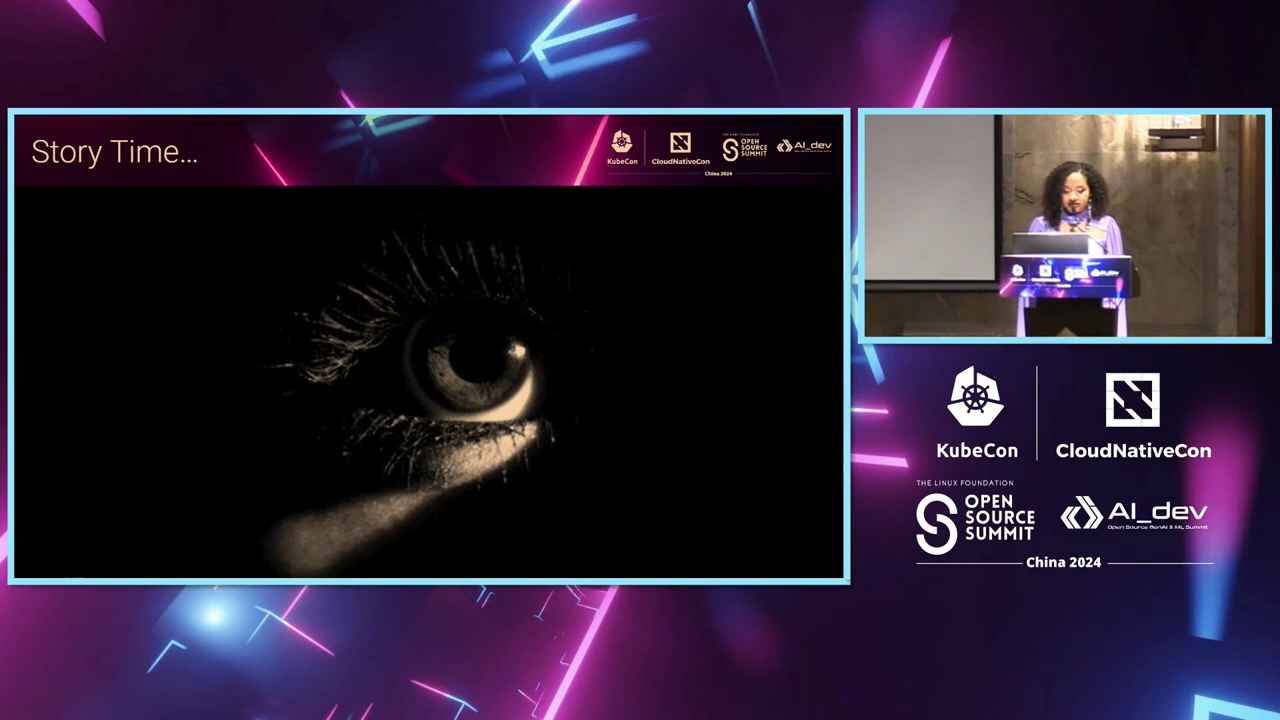 Story Time...
KubeCon
CloudNativeCon
OPEN
SOURCE
SUMMIT
AI_dev
China 2024
KubeCon
CloudNativeCon
THE LINUX FOUNDATION
OPEN
SOURCE
SUMMIT
AI_dev
Open Source GenAI & ML Summit
China 2024